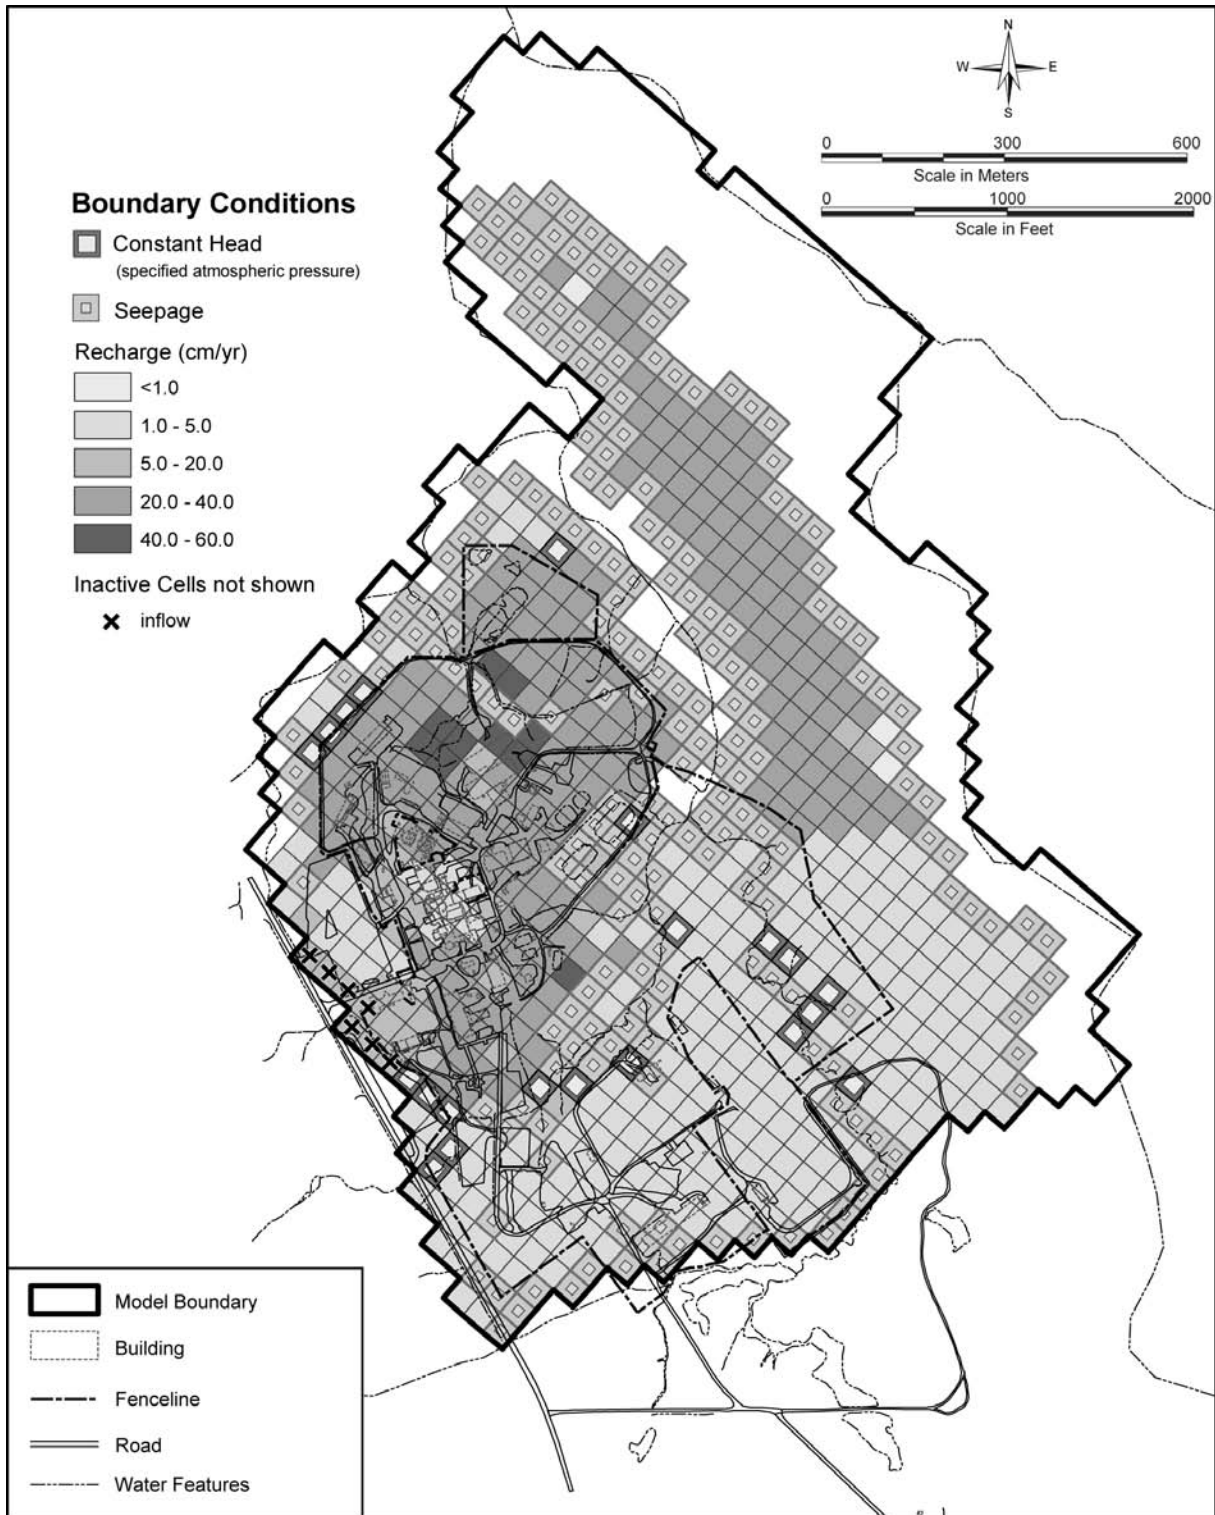 N
W E
S
0 300 600
Scale in Meters
0 1000 2000
Scale in Feet
Boundary Conditions
Constant Head
(specified atmospheric pressure)
Seepage
Recharge (cm/yr)
<1.0
1.0 - 5.0
5.0 - 20.0
20.0 - 40.0
40.0 - 60.0
Inactive Cells not shown
inflow
Model Boundary
Building
Fenceline
Road
Water Features